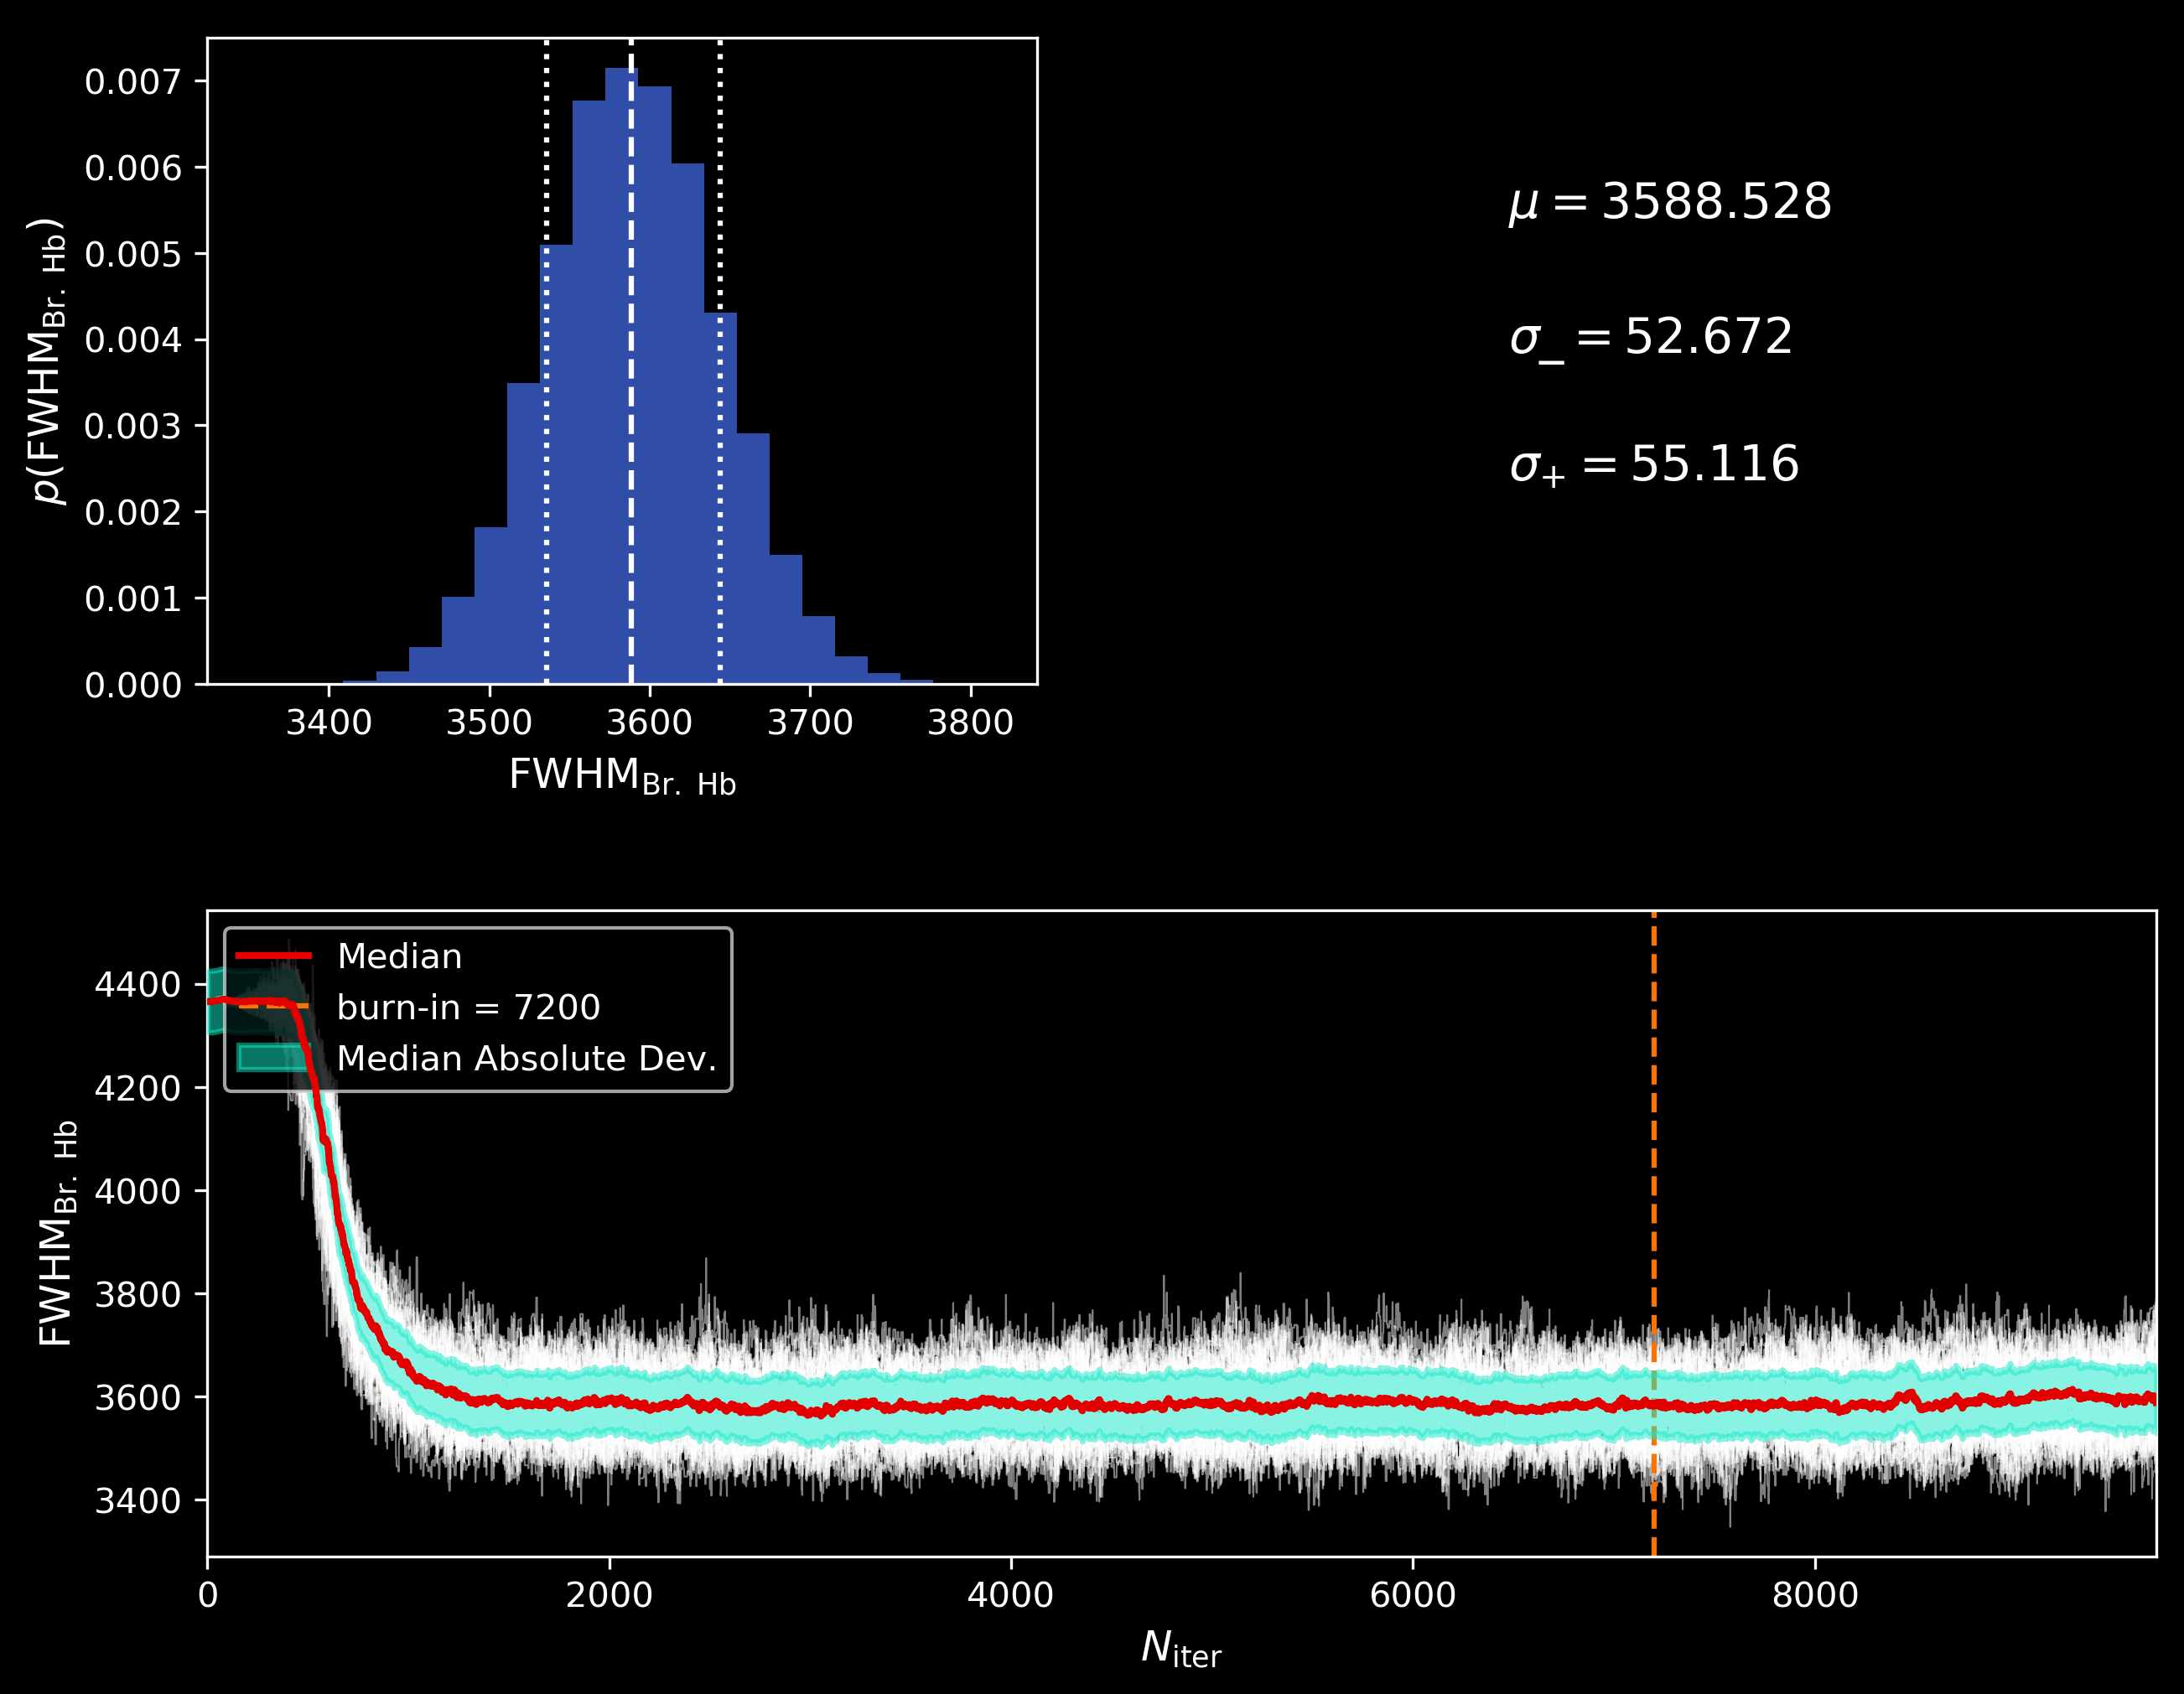 0.007
0.006
0.005
0.004
0.003
0.002
0.001
0.000
p(FWHM_Br. Hb)
3400 3500 3600 3700 3800
FWHM_Br. Hb
μ = 3588.528
σ_− = 52.672
σ_+ = 55.116
Median
burn-in = 7200
Median Absolute Dev.
4400
4200
4000
3800
3600
3400
FWHM_Br. Hb
0 2000 4000 6000 8000
N_iter